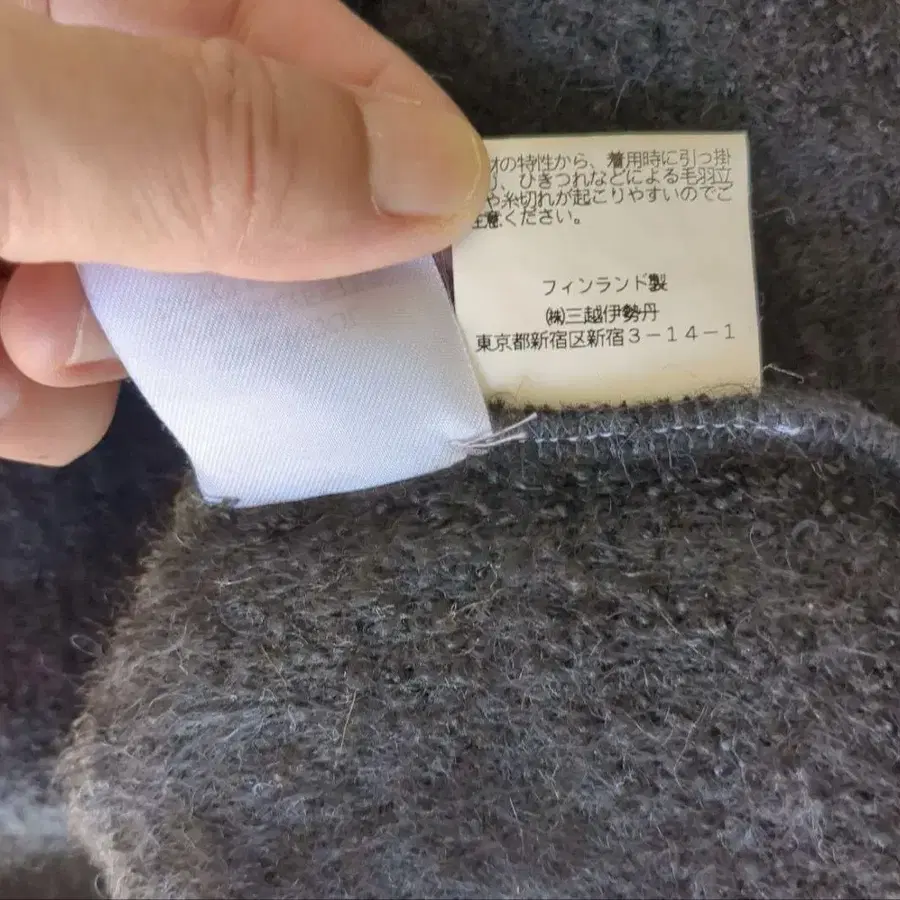 材の特性から、着用時に引っ掛
り、ひきつれなどによる毛羽立
や糸切れが起こりやすいのでご
注意ください。
フィンランド製
㈱三越伊勢丹
東京都新宿区新宿3-14-1